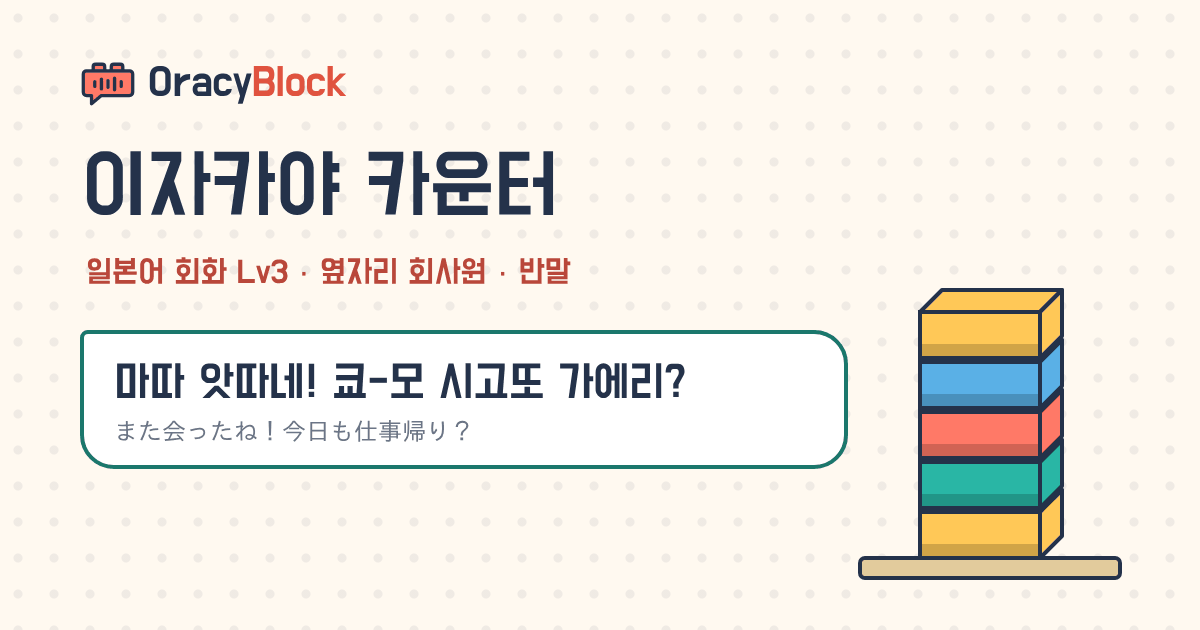 OracyBlock
이자카야 카운터
일본어 회화 Lv3 · 옆자리 회사원 · 반말
마따 앗따네! 쿄-모 시고또 가에리?
また会ったね！今日も仕事帰り？